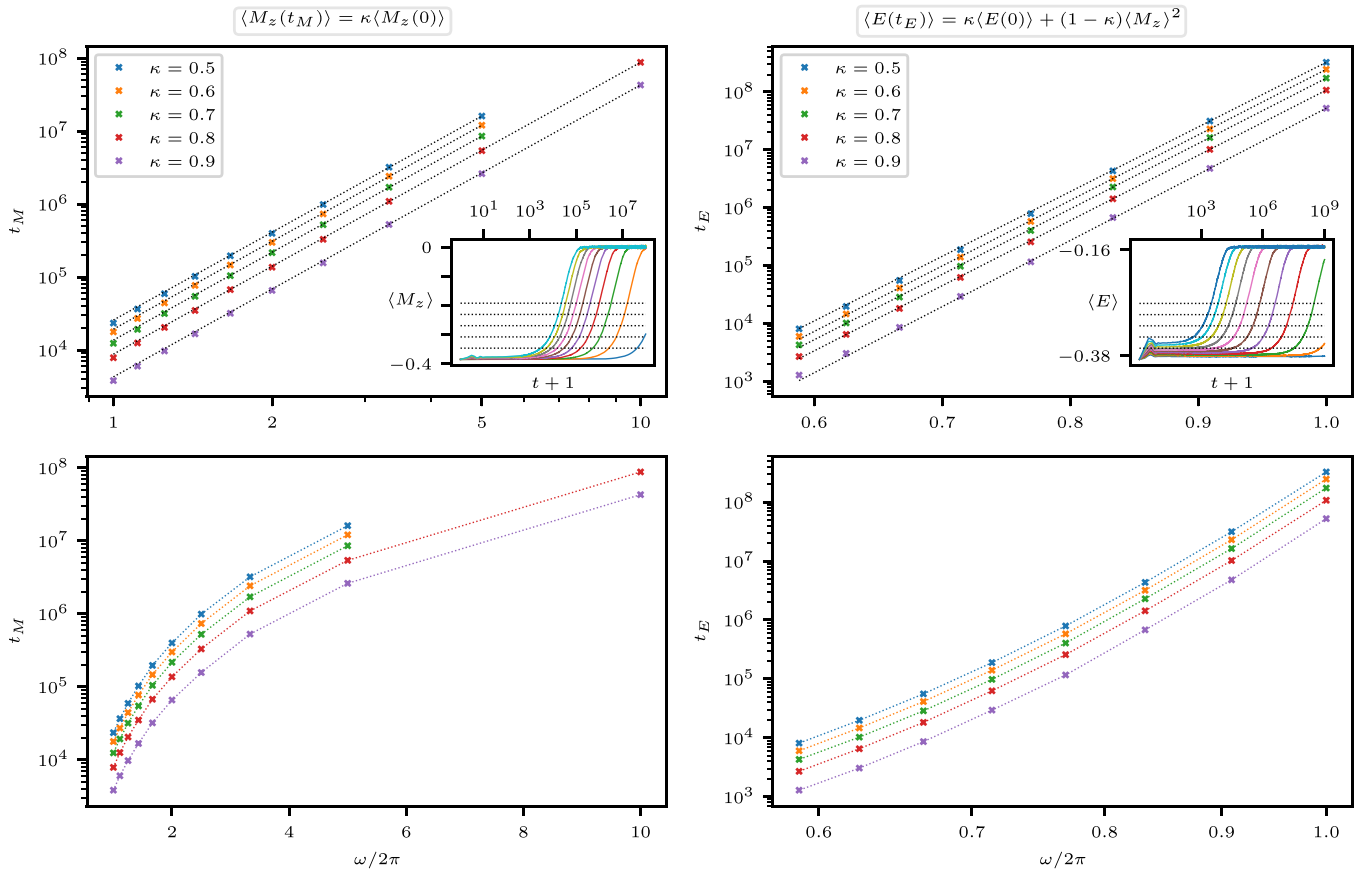 ⟨M_z(t_M)⟩ = κ⟨M_z(0)⟩
κ = 0.5
κ = 0.6
κ = 0.7
κ = 0.8
κ = 0.9
t_M
10^8
10^7
10^6
10^5
10^4
1
2
5
10
10^1
10^3
10^5
10^7
0
⟨M_z⟩
−0.4
t + 1
⟨E(t_E)⟩ = κ⟨E(0)⟩ + (1 − κ)⟨M_z⟩^2
κ = 0.5
κ = 0.6
κ = 0.7
κ = 0.8
κ = 0.9
t_E
10^8
10^7
10^6
10^5
10^4
10^3
0.6
0.7
0.8
0.9
1.0
10^3
10^6
10^9
−0.16
⟨E⟩
−0.38
t + 1
t_M
10^8
10^7
10^6
10^5
10^4
2
4
6
8
10
ω/2π
t_E
10^8
10^7
10^6
10^5
10^4
10^3
0.6
0.7
0.8
0.9
1.0
ω/2π